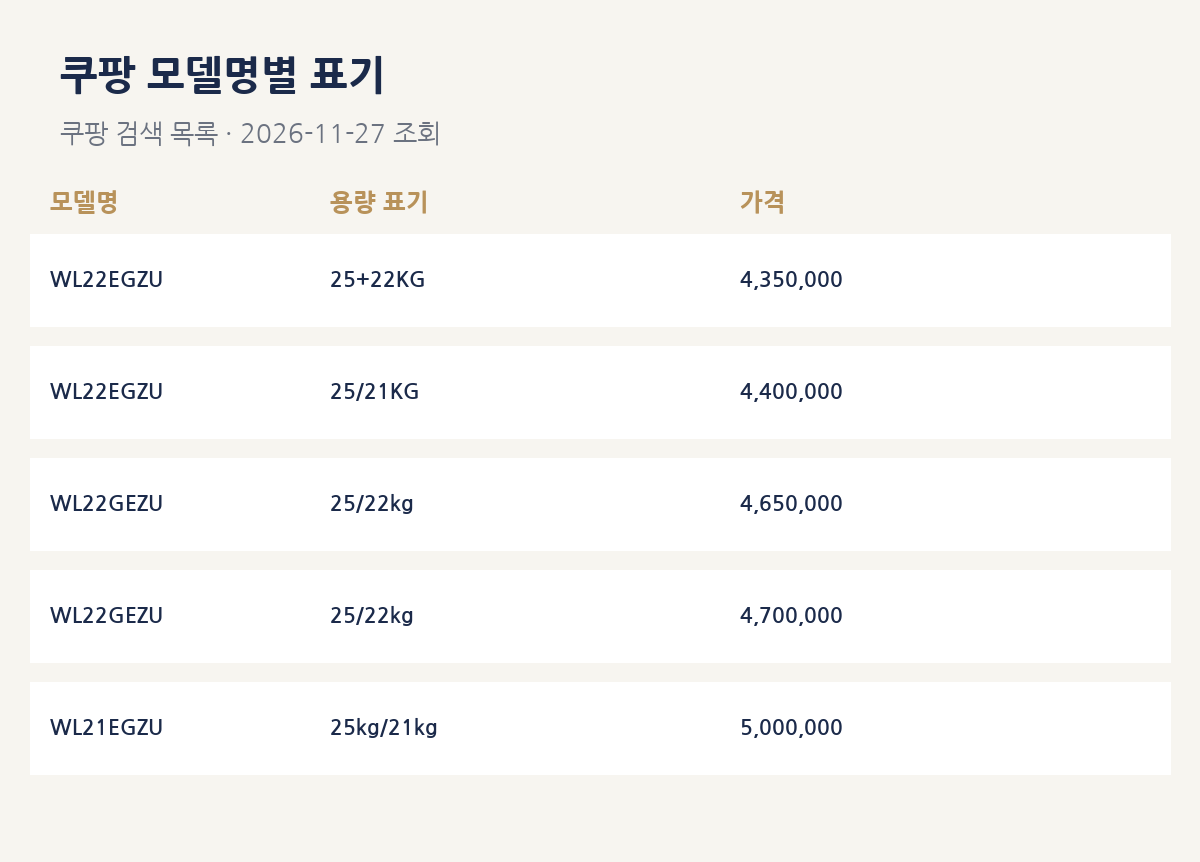 쿠팡 모델명별 표기
쿠팡 검색 목록 · 2026-11-27 조회
모델명 용량 표기 가격
WL22EGZU 25+22KG 4,350,000
WL22EGZU 25/21KG 4,400,000
WL22GEZU 25/22kg 4,650,000
WL22GEZU 25/22kg 4,700,000
WL21EGZU 25kg/21kg 5,000,000